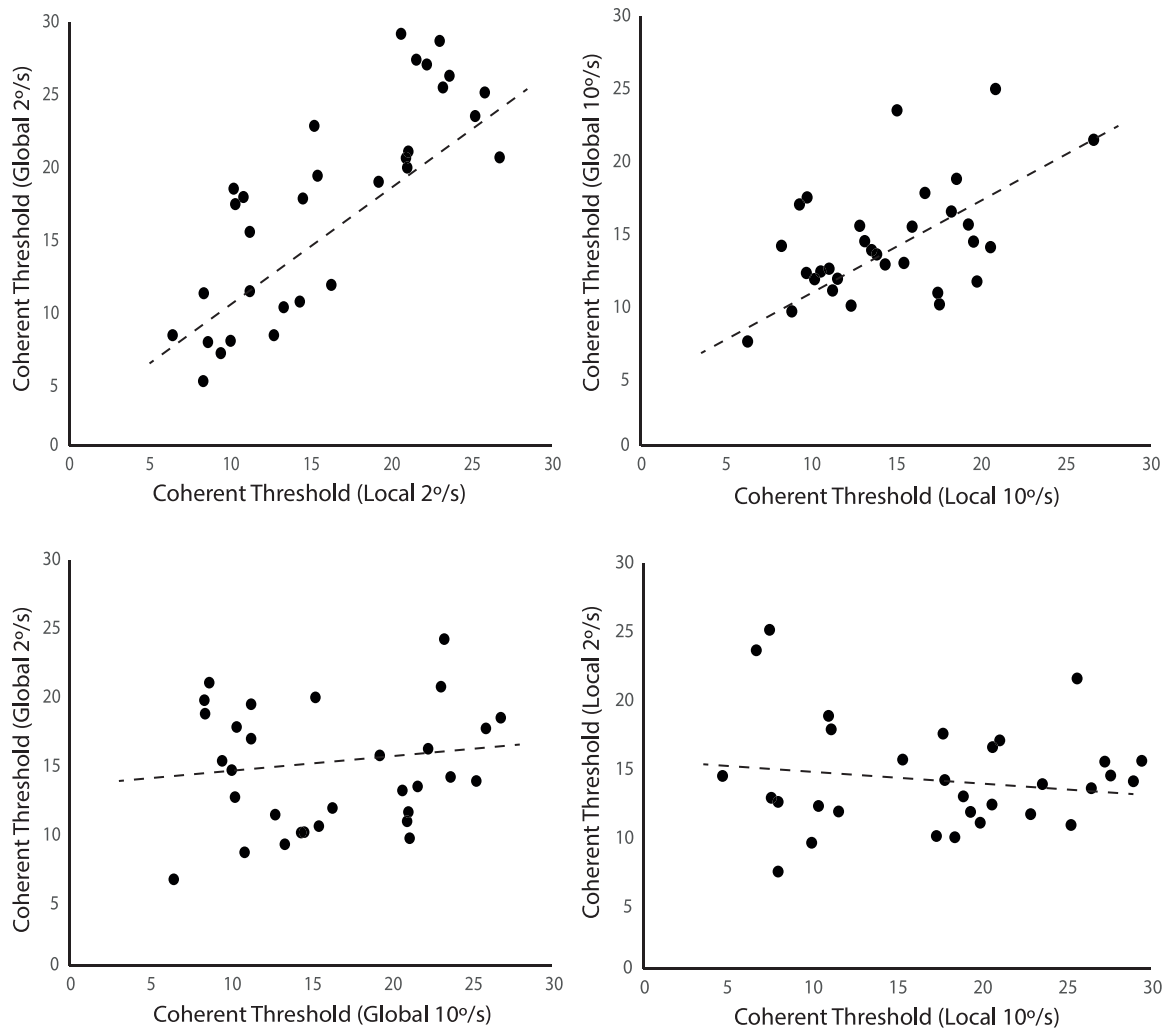 30
25
20
15
10
5
0
Coherent Threshold (Global 2º/s)
0 5 10 15 20 25 30
Coherent Threshold (Local 2º/s)
30
25
20
15
10
5
0
Coherent Threshold (Global 10º/s)
0 5 10 15 20 25 30
Coherent Threshold (Local 10º/s)
30
25
20
15
10
5
0
Coherent Threshold (Global 2º/s)
0 5 10 15 20 25 30
Coherent Threshold (Global 10º/s)
30
25
20
15
10
5
0
Coherent Threshold (Local 2º/s)
0 5 10 15 20 25 30
Coherent Threshold (Local 10º/s)